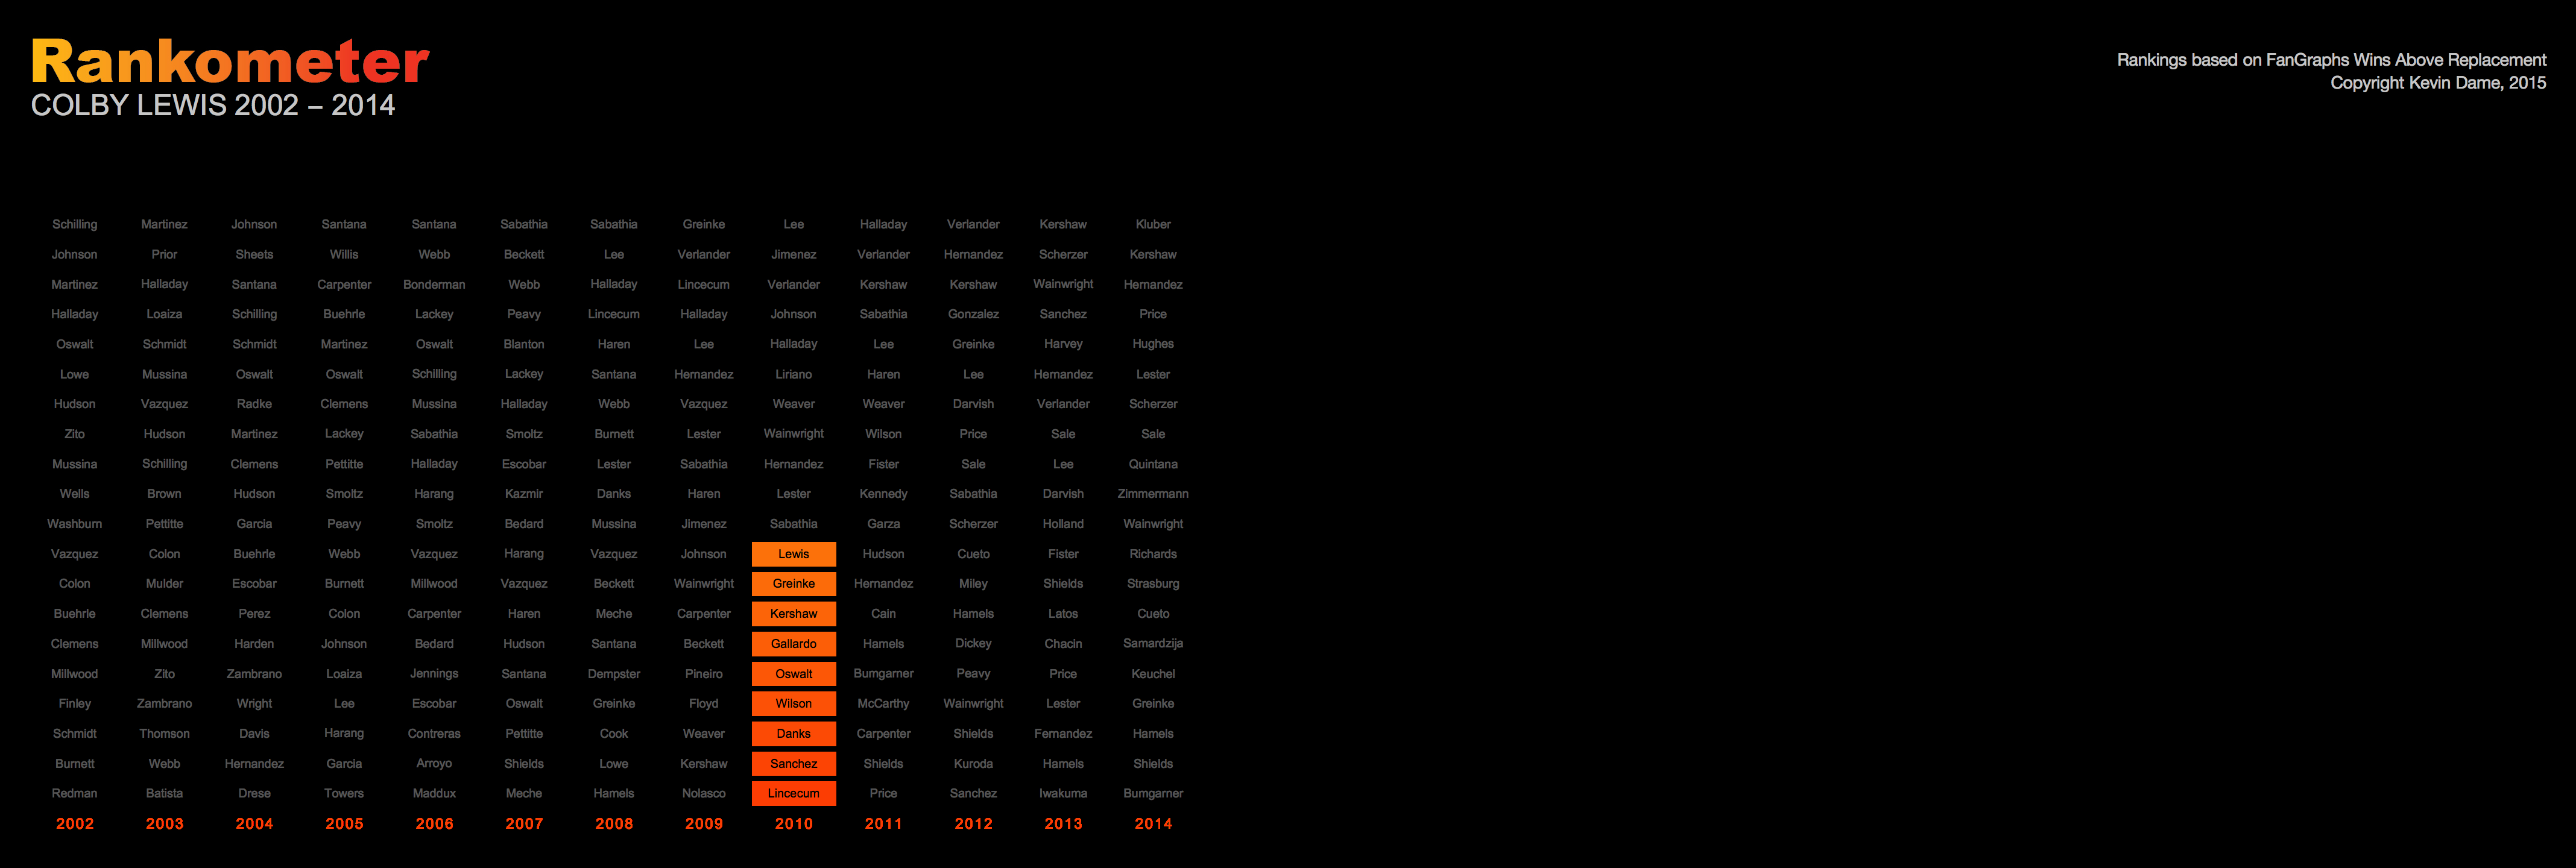 Rankometer
COLBY LEWIS 2002 – 2014
Rankings based on FanGraphs Wins Above Replacement
Copyright Kevin Dame, 2015
Schilling Martinez Johnson Santana Santana Sabathia Sabathia Greinke Lee Halladay Verlander Kershaw Kluber
Johnson Prior Sheets Willis Webb Beckett Lee Verlander Jimenez Verlander Hernandez Scherzer Kershaw
Martinez Halladay Santana Carpenter Bonderman Webb Halladay Lincecum Verlander Kershaw Kershaw Wainwright Hernandez
Halladay Loaiza Schilling Buehrle Lackey Peavy Lincecum Halladay Johnson Sabathia Gonzalez Sanchez Price
Oswalt Schmidt Schmidt Martinez Oswalt Blanton Haren Lee Halladay Lee Greinke Harvey Hughes
Lowe Mussina Oswalt Oswalt Schilling Lackey Santana Hernandez Liriano Haren Lee Hernandez Lester
Hudson Vazquez Radke Clemens Mussina Halladay Webb Vazquez Weaver Weaver Darvish Verlander Scherzer
Zito Hudson Martinez Lackey Sabathia Smoltz Burnett Lester Wainwright Wilson Price Sale Sale
Mussina Schilling Clemens Pettitte Halladay Escobar Lester Sabathia Hernandez Fister Sale Lee Quintana
Wells Brown Hudson Smoltz Harang Kazmir Danks Haren Lester Kennedy Sabathia Darvish Zimmermann
Washburn Pettitte Garcia Peavy Smoltz Bedard Mussina Jimenez Sabathia Garza Scherzer Holland Wainwright
Vazquez Colon Buehrle Webb Vazquez Harang Vazquez Johnson Lewis Hudson Cueto Fister Richards
Colon Mulder Escobar Burnett Millwood Vazquez Beckett Wainwright Greinke Hernandez Miley Shields Strasburg
Buehrle Clemens Perez Colon Carpenter Haren Meche Carpenter Kershaw Cain Hamels Latos Cueto
Clemens Millwood Harden Johnson Bedard Hudson Santana Beckett Gallardo Hamels Dickey Chacin Samardzija
Millwood Zito Zambrano Loaiza Jennings Santana Dempster Pineiro Oswalt Bumgarner Peavy Price Keuchel
Finley Zambrano Wright Lee Escobar Oswalt Greinke Floyd Wilson McCarthy Wainwright Lester Greinke
Schmidt Thomson Davis Harang Contreras Pettitte Cook Weaver Danks Carpenter Shields Fernandez Hamels
Burnett Webb Hernandez Garcia Arroyo Shields Lowe Kershaw Sanchez Shields Kuroda Hamels Shields
Redman Batista Drese Towers Maddux Meche Hamels Nolasco Lincecum Price Sanchez Iwakuma Bumgarner
2002 2003 2004 2005 2006 2007 2008 2009 2010 2011 2012 2013 2014